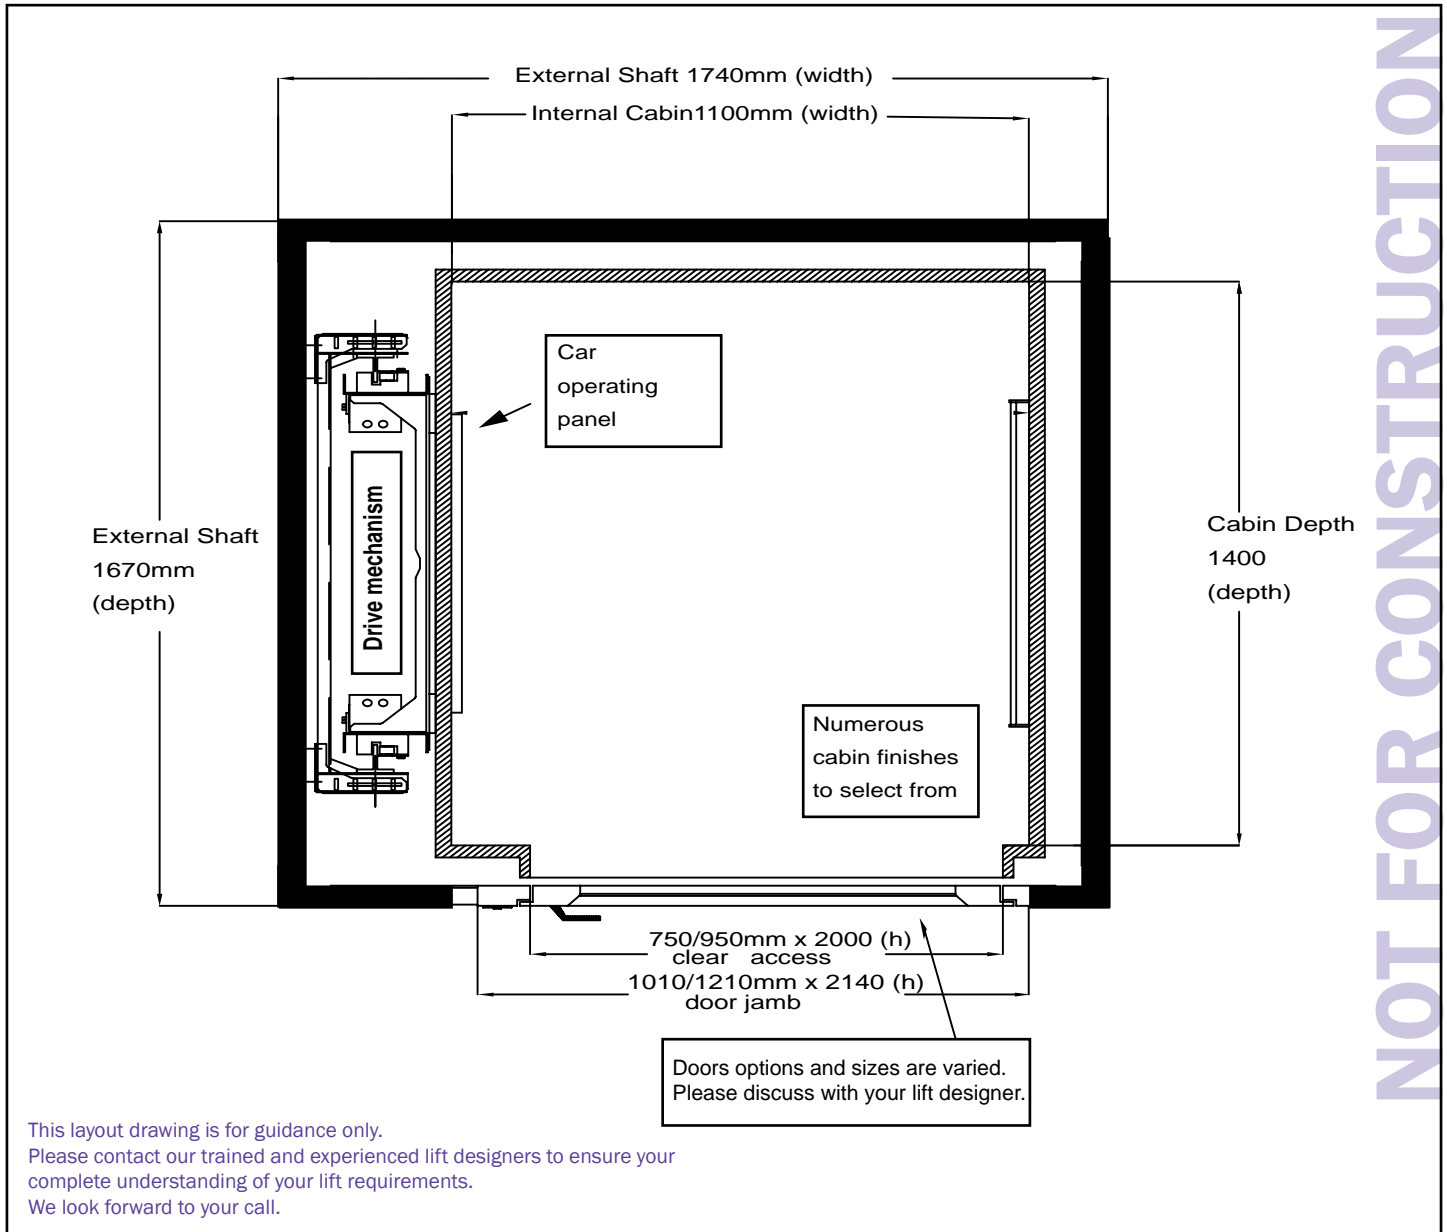 External Shaft 1740mm (width)
Internal Cabin1100mm (width)
Car
operating
panel
External Shaft
1670mm
(depth)
Drive mechanism
Cabin Depth
1400
(depth)
Numerous
cabin finishes
to select from
750/950mm x 2000 (h)
clear access
1010/1210mm x 2140 (h)
door jamb
Doors options and sizes are varied.
Please discuss with your lift designer.
This layout drawing is for guidance only.
Please contact our trained and experienced lift designers to ensure your
complete understanding of your lift requirements.
We look forward to your call.
NOT FOR CONSTRUCTION